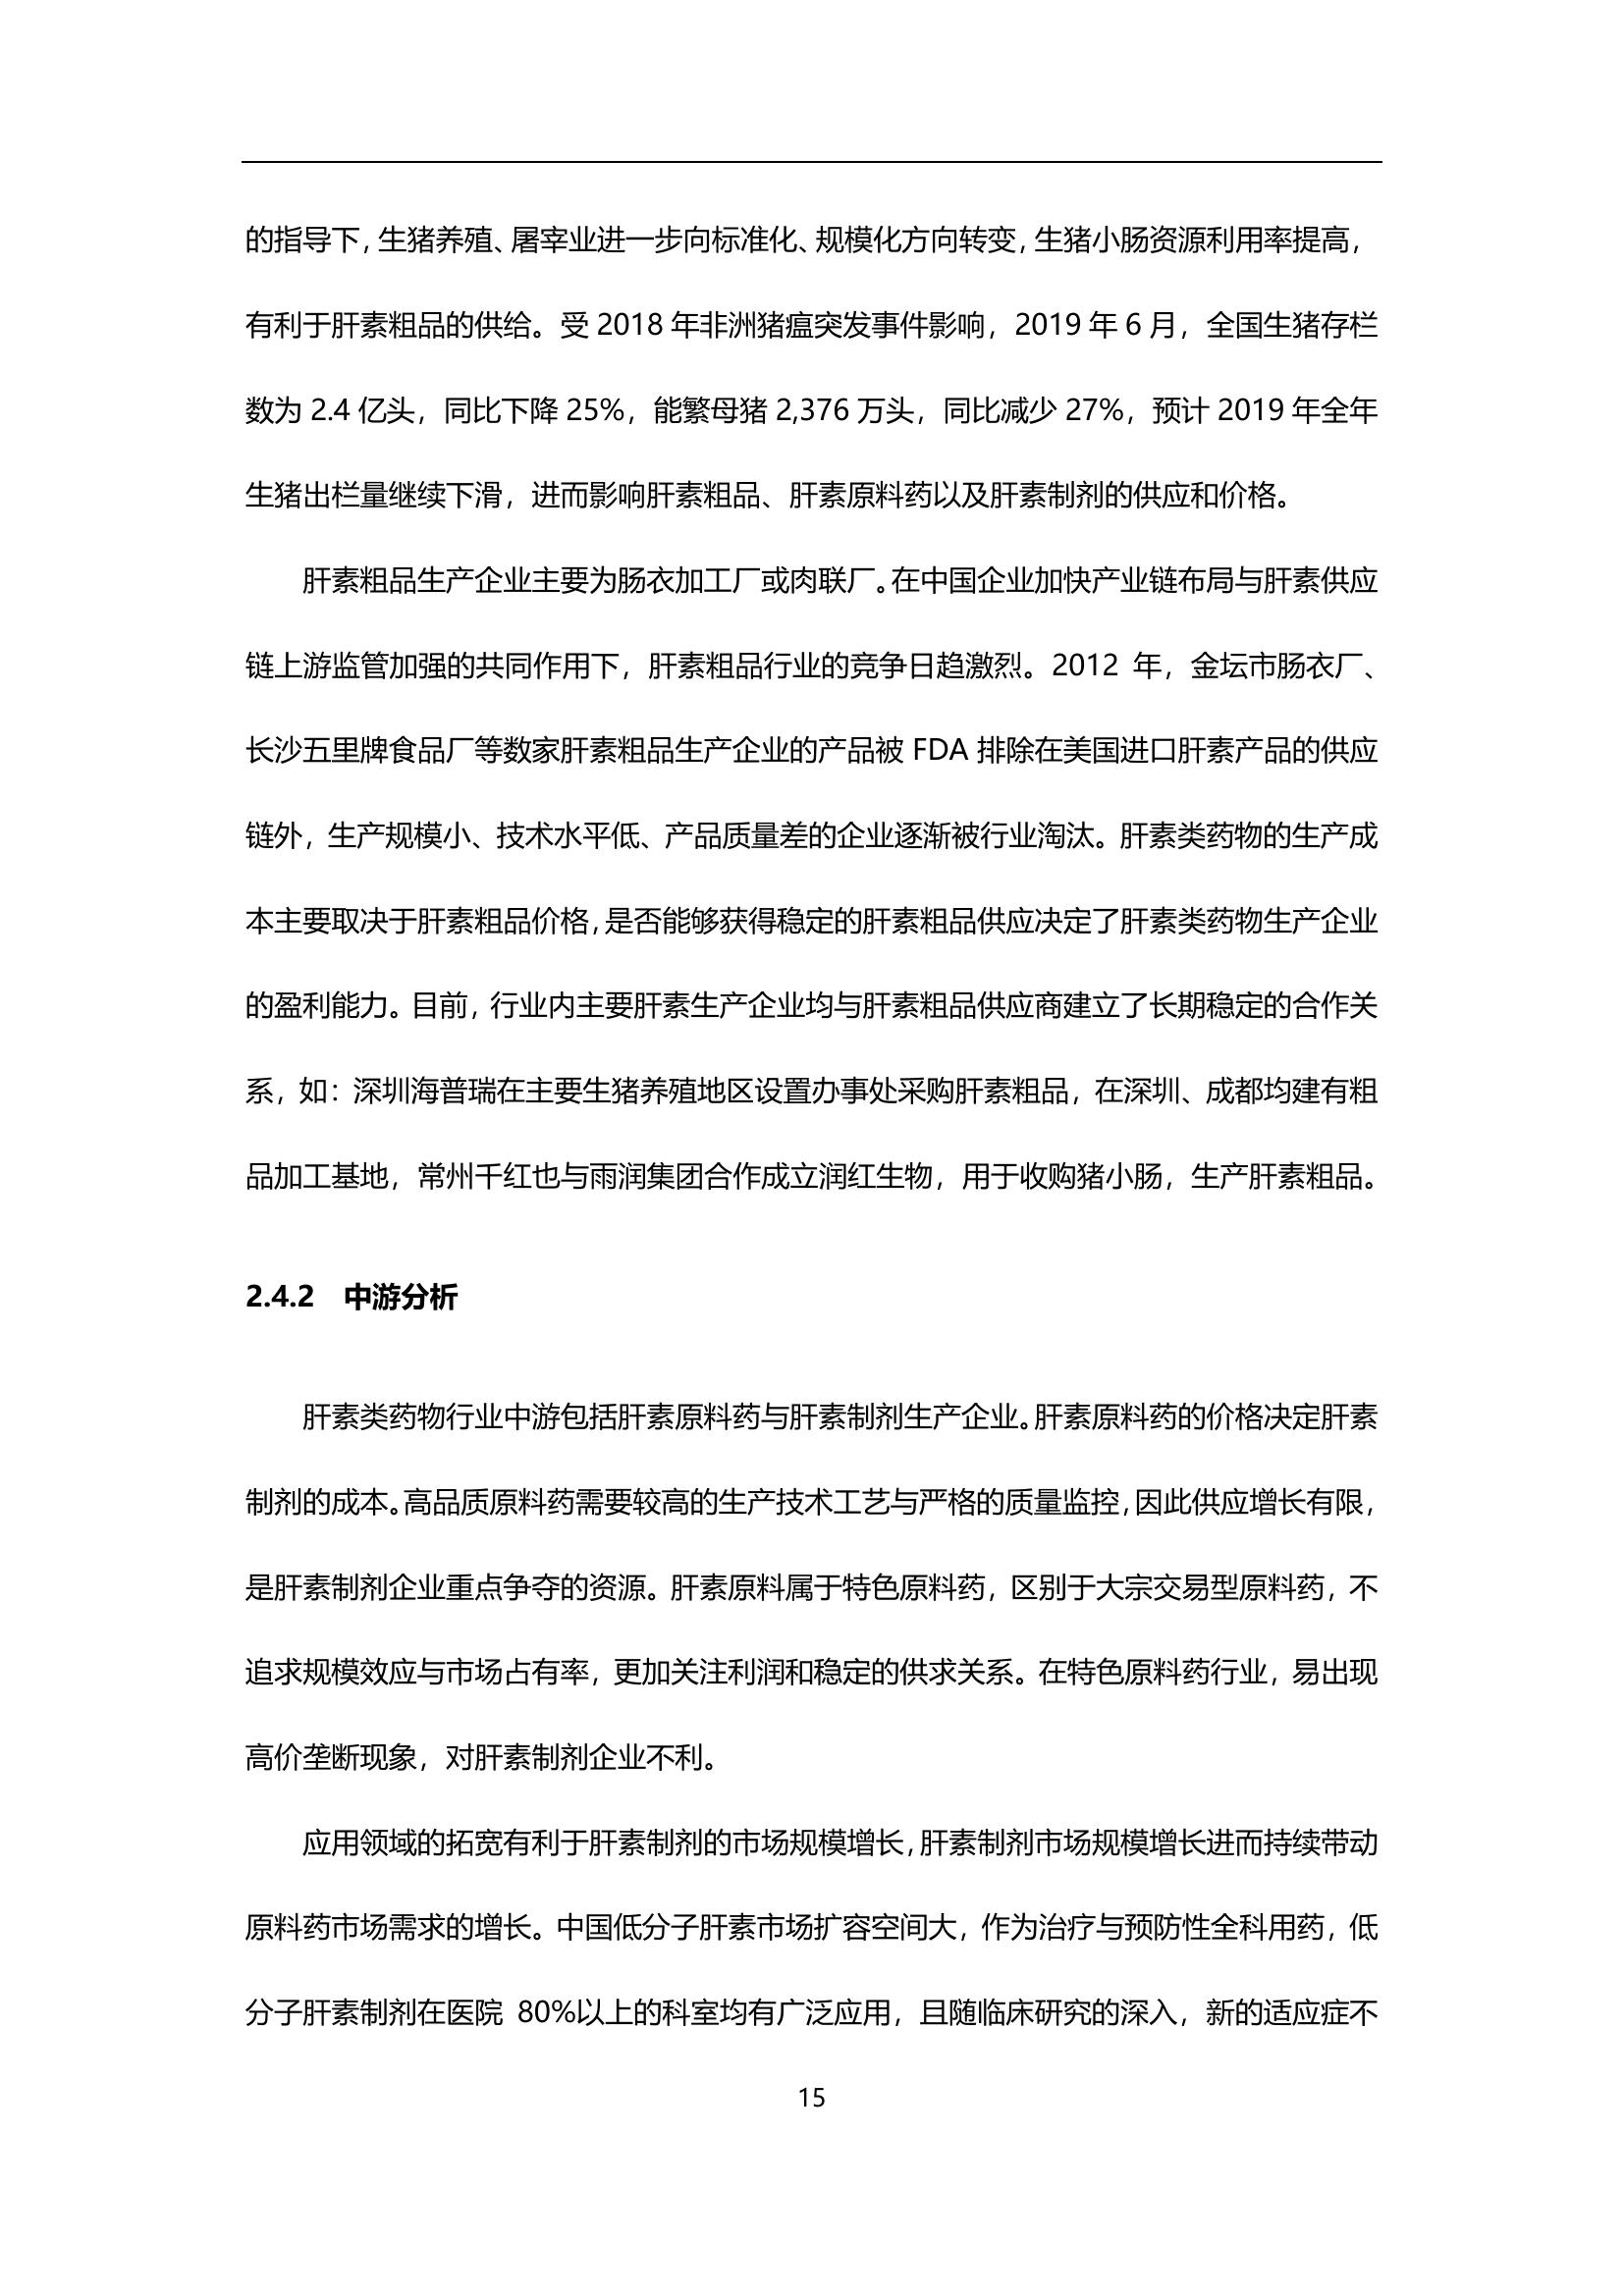 的指导下，生猪养殖、屠宰业进一步向标准化、规模化方向转变，生猪小肠资源利用率提高，
有利于肝素粗品的供给。受 2018 年非洲猪瘟突发事件影响，2019 年 6 月，全国生猪存栏
数为 2.4 亿头，同比下降 25%，能繁母猪 2,376 万头，同比减少 27%，预计 2019 年全年
生猪出栏量继续下滑，进而影响肝素粗品、肝素原料药以及肝素制剂的供应和价格。
肝素粗品生产企业主要为肠衣加工厂或肉联厂。在中国企业加快产业链布局与肝素供应
链上游监管加强的共同作用下，肝素粗品行业的竞争日趋激烈。2012 年，金坛市肠衣厂、
长沙五里牌食品厂等数家肝素粗品生产企业的产品被 FDA 排除在美国进口肝素产品的供应
链外，生产规模小、技术水平低、产品质量差的企业逐渐被行业淘汰。肝素类药物的生产成
本主要取决于肝素粗品价格，是否能够获得稳定的肝素粗品供应决定了肝素类药物生产企业
的盈利能力。目前，行业内主要肝素生产企业均与肝素粗品供应商建立了长期稳定的合作关
系，如：深圳海普瑞在主要生猪养殖地区设置办事处采购肝素粗品，在深圳、成都均建有粗
品加工基地，常州千红也与雨润集团合作成立润红生物，用于收购猪小肠，生产肝素粗品。
2.4.2 中游分析
肝素类药物行业中游包括肝素原料药与肝素制剂生产企业。肝素原料药的价格决定肝素
制剂的成本。高品质原料药需要较高的生产技术工艺与严格的质量监控，因此供应增长有限，
是肝素制剂企业重点争夺的资源。肝素原料属于特色原料药，区别于大宗交易型原料药，不
追求规模效应与市场占有率，更加关注利润和稳定的供求关系。在特色原料药行业，易出现
高价垄断现象，对肝素制剂企业不利。
应用领域的拓宽有利于肝素制剂的市场规模增长，肝素制剂市场规模增长进而持续带动
原料药市场需求的增长。中国低分子肝素市场扩容空间大，作为治疗与预防性全科用药，低
分子肝素制剂在医院 80%以上的科室均有广泛应用，且随临床研究的深入，新的适应症不
15